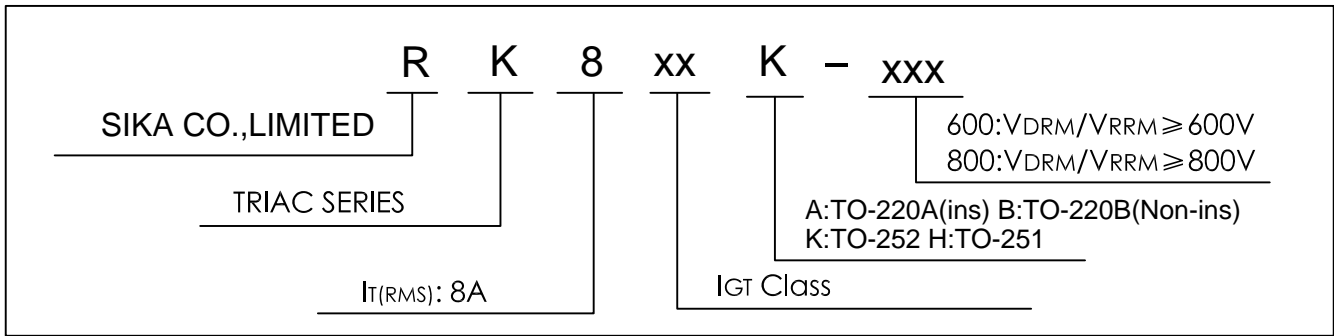 R K 8 xx K - xxx
SIKA CO.,LIMITED
600:VDRM/VRRM≥600V
800:VDRM/VRRM≥800V
TRIAC SERIES
A:TO-220A(ins) B:TO-220B(Non-ins)
K:TO-252 H:TO-251
IT(RMS): 8A
IGT Class